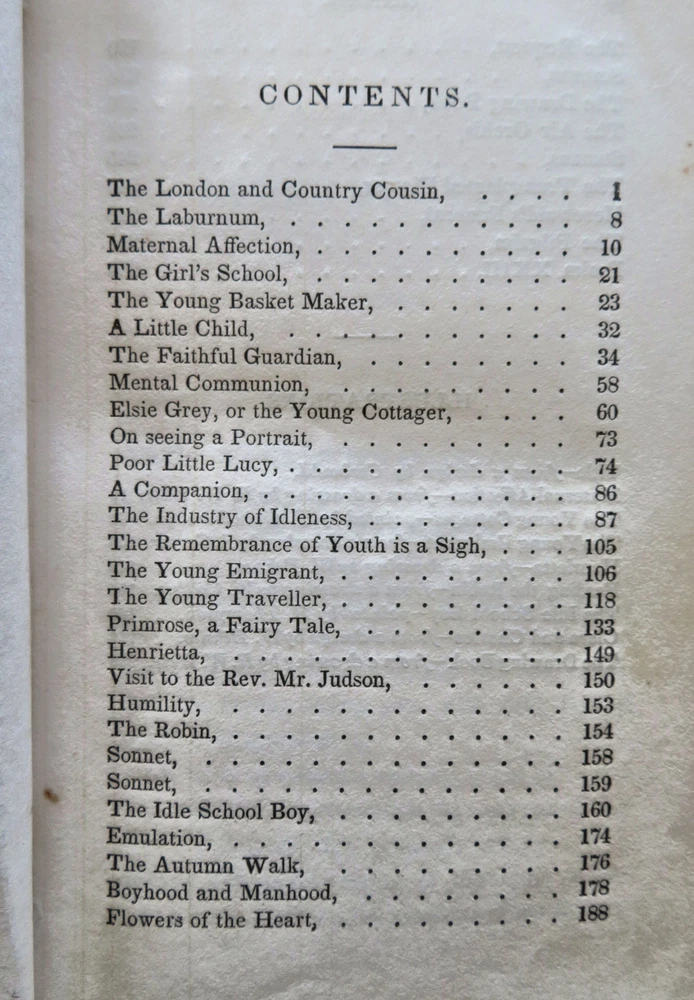 CONTENTS.
The London and Country Cousin, . . . . 1
The Laburnum, . . . . . . . . . . . 8
Maternal Affection, . . . . . . . . . . 10
The Girl's School, . . . . . . . . . . 21
The Young Basket Maker, . . . . . . . 23
A Little Child, . . . . . . . . . . . 32
The Faithful Guardian, . . . . . . . . 34
Mental Communion, . . . . . . . . . 58
Elsie Grey, or the Young Cottager, . . . . 60
On seeing a Portrait, . . . . . . . . . 73
Poor Little Lucy, . . . . . . . . . . . 74
A Companion, . . . . . . . . . . . . 86
The Industry of Idleness, . . . . . . . . 87
The Remembrance of Youth is a Sigh, . . . 105
The Young Emigrant, . . . . . . . . . 106
The Young Traveller, . . . . . . . . . 118
Primrose, a Fairy Tale, . . . . . . . . 133
Henrietta, . . . . . . . . . . . . . 149
Visit to the Rev. Mr. Judson, . . . . . . 150
Humility, . . . . . . . . . . . . . 153
The Robin, . . . . . . . . . . . . . 154
Sonnet, . . . . . . . . . . . . . . 158
Sonnet, . . . . . . . . . . . . . . 159
The Idle School Boy, . . . . . . . . . 160
Emulation, . . . . . . . . . . . . . 174
The Autumn Walk, . . . . . . . . . 176
Boyhood and Manhood, . . . . . . . . 178
Flowers of the Heart, . . . . . . . . . 188